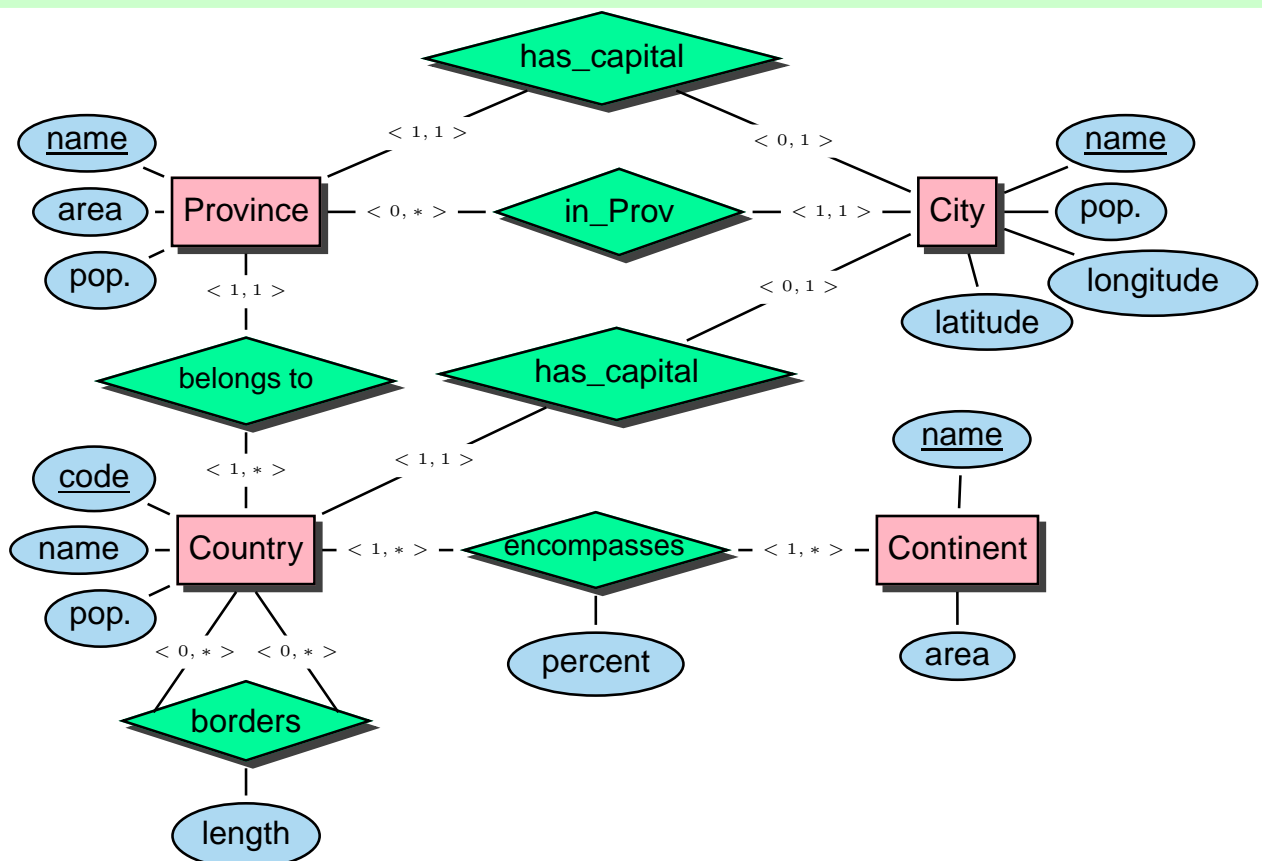 has_capital
< 1, 1 >
< 0, 1 >
name
name
area
Province
< 0, * >
in_Prov
< 1, 1 >
City
pop.
pop.
longitude
< 1, 1 >
< 0, 1 >
latitude
belongs to
has_capital
name
< 1, * >
< 1, 1 >
code
name
Country
< 1, * >
encompasses
< 1, * >
Continent
pop.
< 0, * >
< 0, * >
percent
area
borders
length